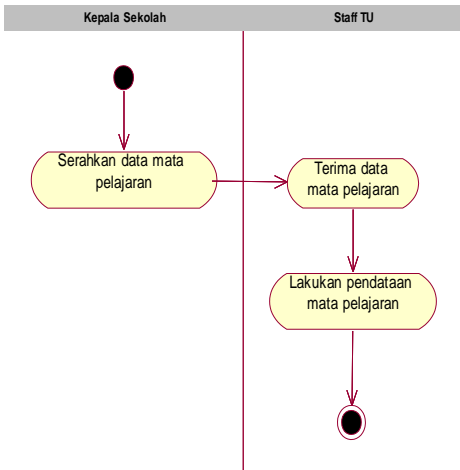 Kepala Sekolah
Staff TU
Serahkan data mata
pelajaran
Terima data
mata pelajaran
Lakukan pendataan
mata pelajaran